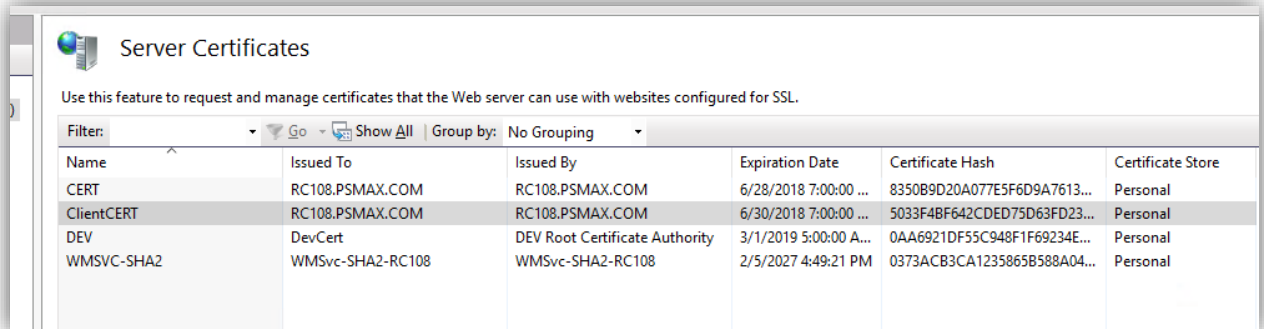 Server Certificates
Use this feature to request and manage certificates that the Web server can use with websites configured for SSL.
Filter: Go Show All Group by: No Grouping
Name Issued To Issued By Expiration Date Certificate Hash Certificate Store
CERT RC108.PSMAX.COM RC108.PSMAX.COM 6/28/2018 7:00:00 ... 8350B9D20A077E5F6D9A7613... Personal
ClientCERT RC108.PSMAX.COM RC108.PSMAX.COM 6/30/2018 7:00:00 ... 5033F4BF642CDED75D63FD23... Personal
DEV DevCert DEV Root Certificate Authority 3/1/2019 5:00:00 A... 0AA6921DF55C948F1F69234E... Personal
WMSVC-SHA2 WMSvc-SHA2-RC108 WMSvc-SHA2-RC108 2/5/2027 4:49:21 PM 0373ACB3CA1235865B588A04... Personal